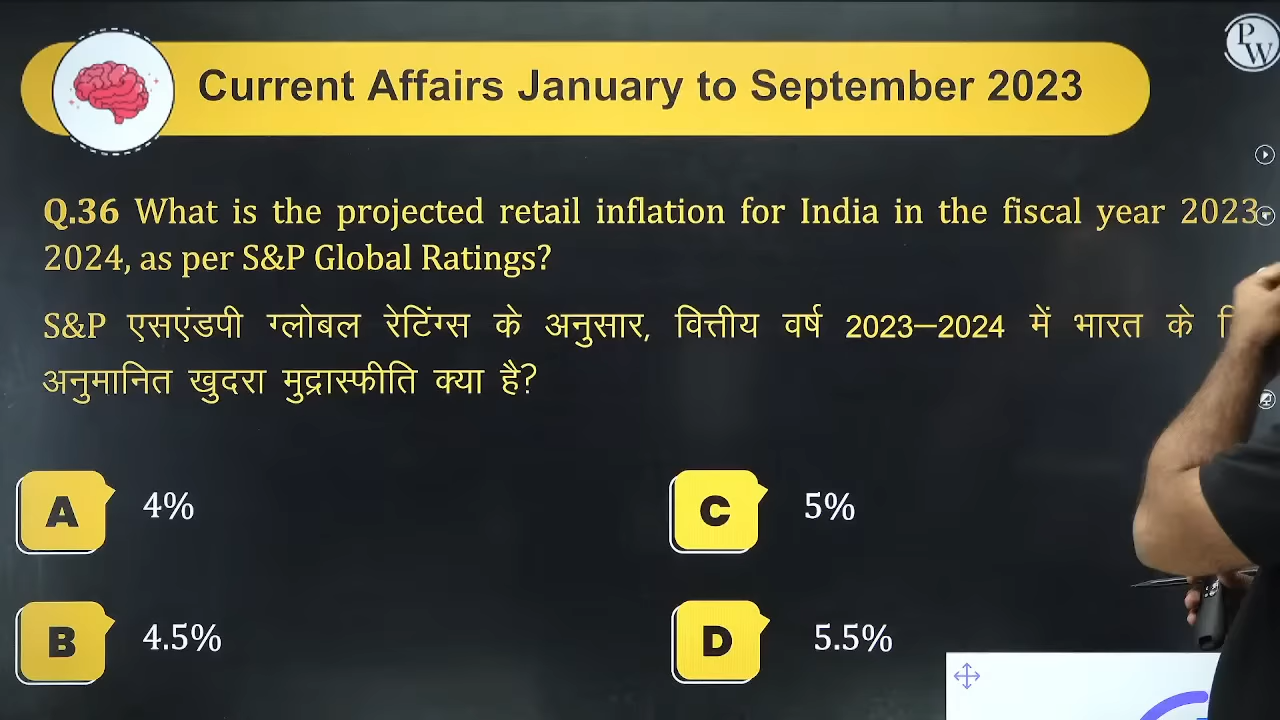 PW
Current Affairs January to September 2023
Q.36 What is the projected retail inflation for India in the fiscal year 2023
2024, as per S&P Global Ratings?
S&P एसएंडपी ग्लोबल रेटिंग्स के अनुसार, वित्तीय वर्ष 2023–2024 में भारत के
अनुमानित खुदरा मुद्रास्फीति क्या है?
A 4%
C 5%
B 4.5%
D 5.5%